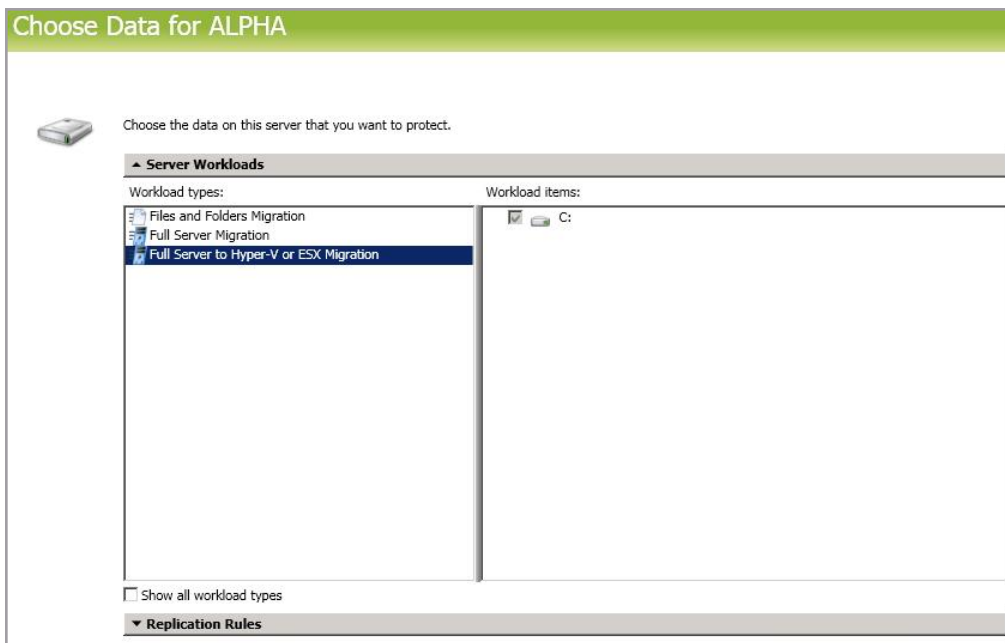 Choose Data for ALPHA
Choose the data on this server that you want to protect.
Server Workloads
Workload types:
Workload items:
Files and Folders Migration
C:
Full Server Migration
Full Server to Hyper-V or ESX Migration
Show all workload types
Replication Rules